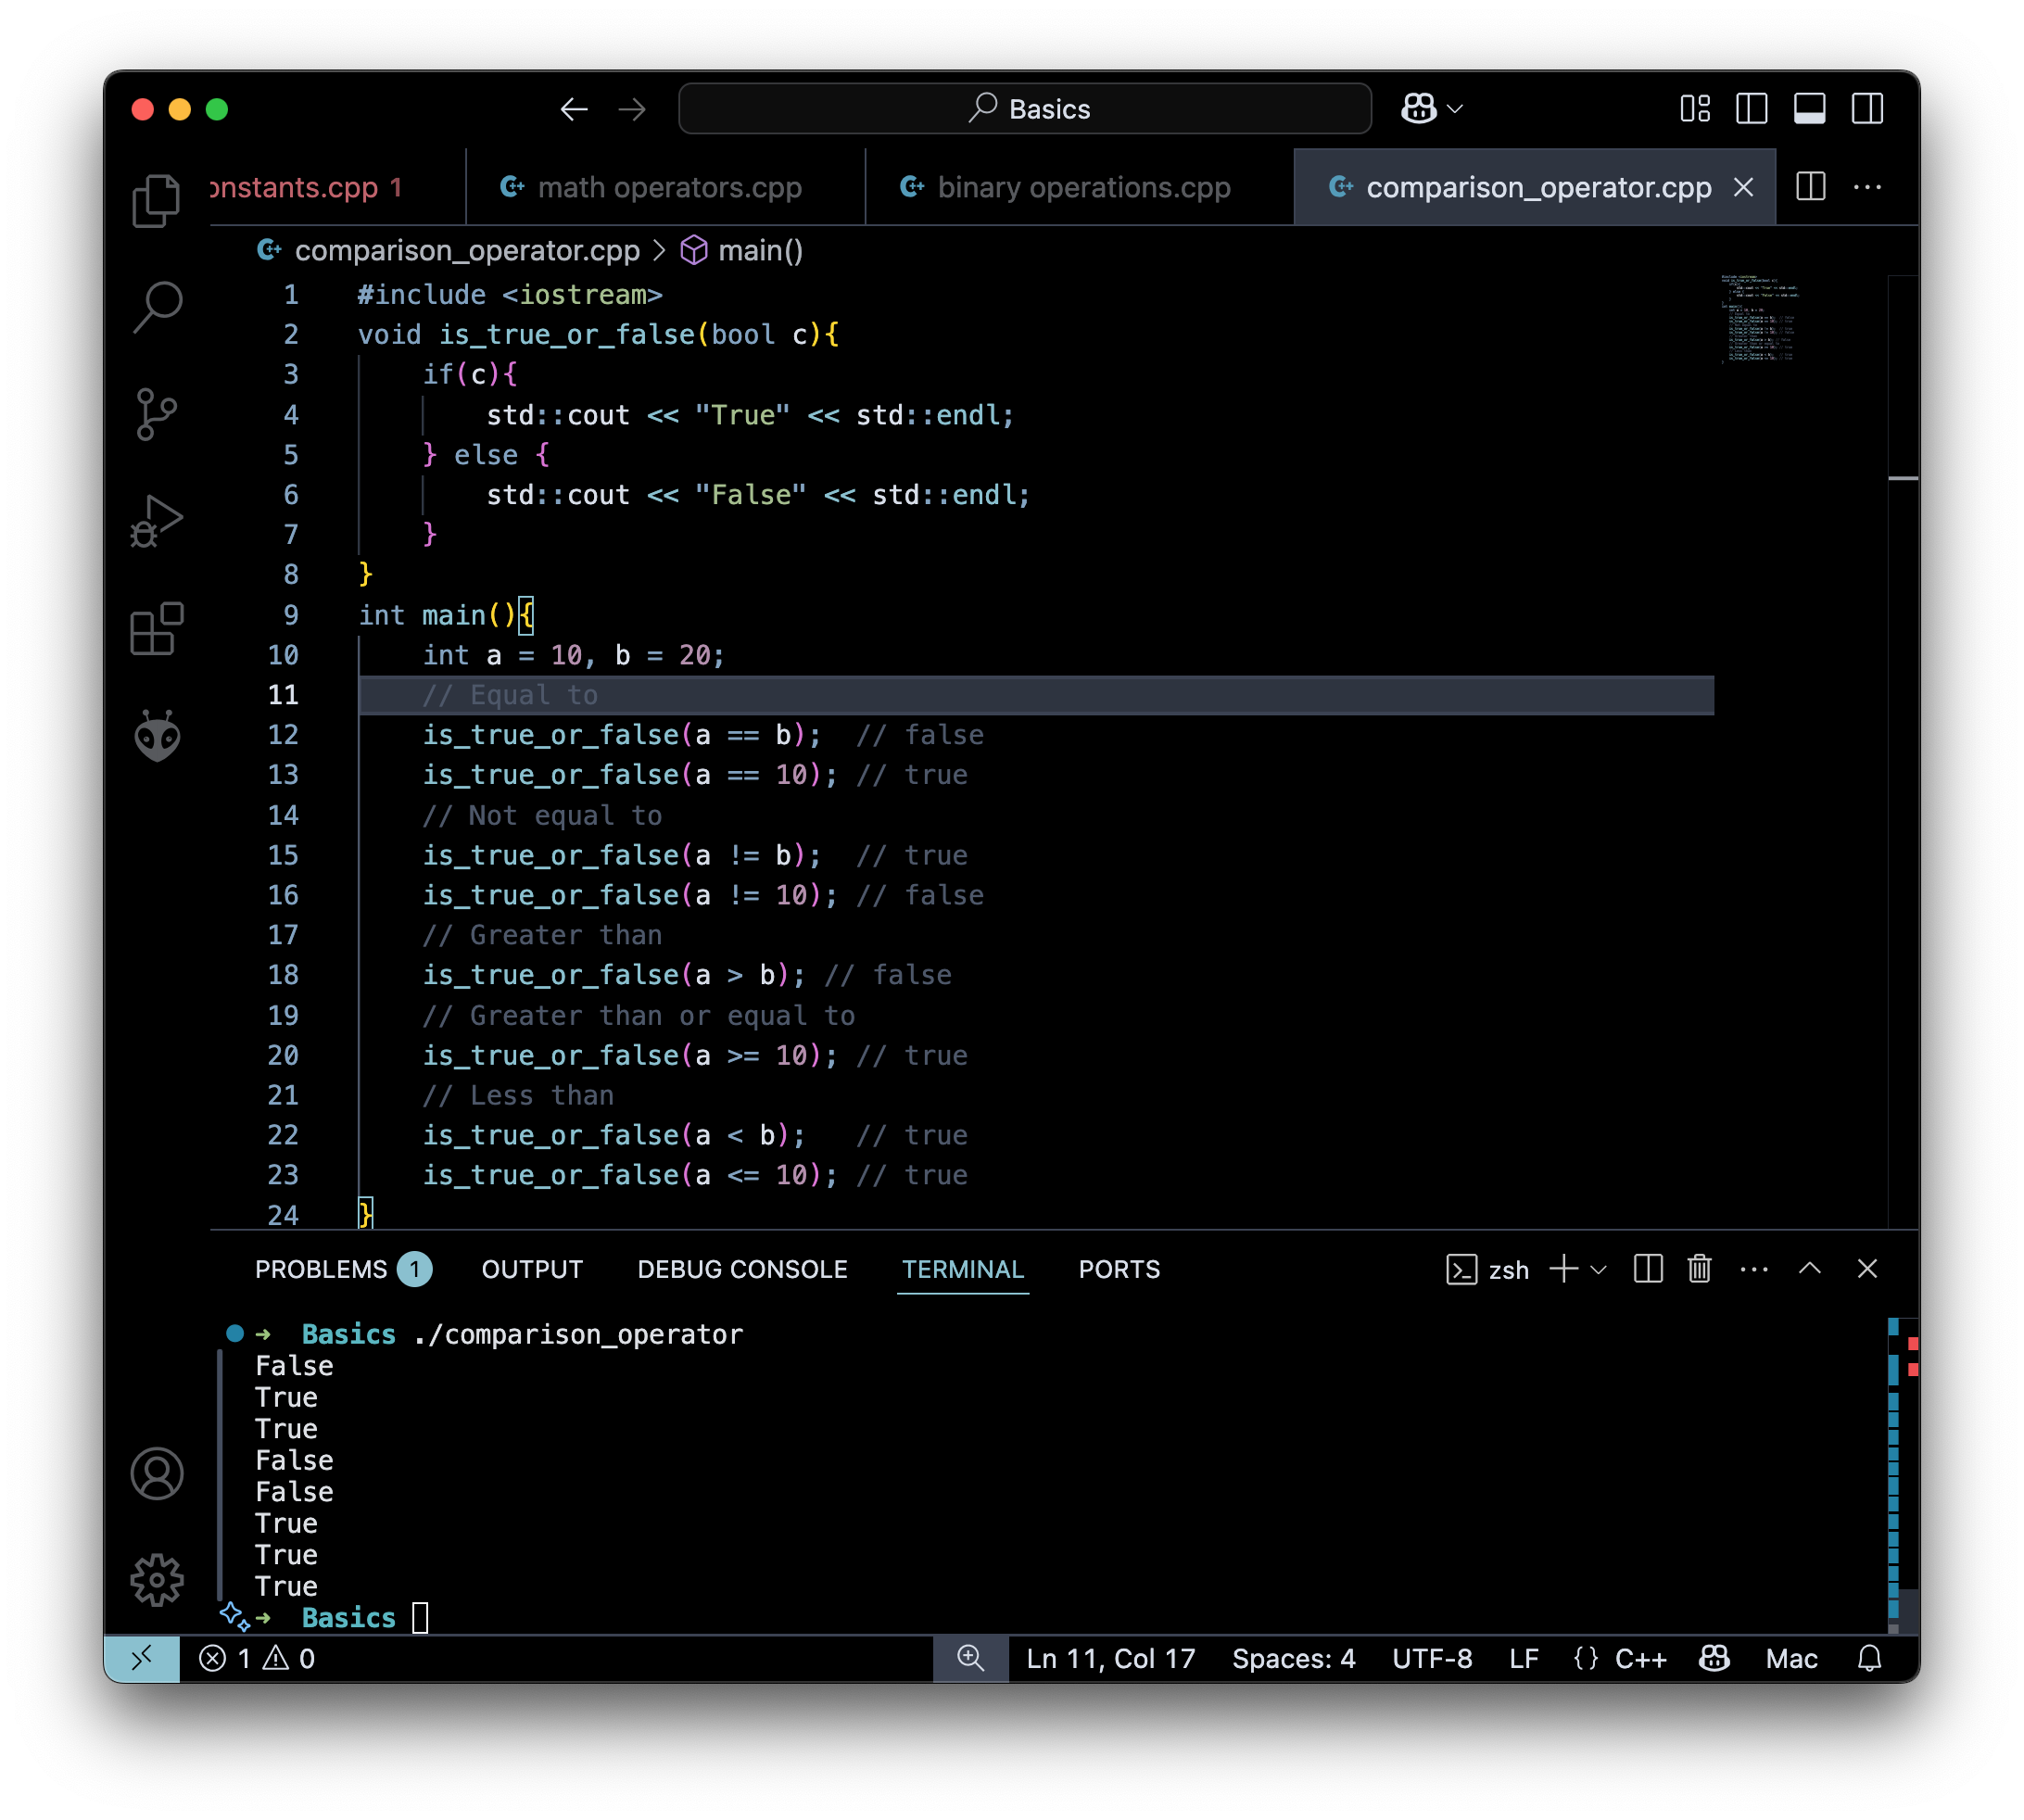 Basics
onstants.cpp 1
math operators.cpp
binary operations.cpp
comparison_operator.cpp
comparison_operator.cpp > main()
1 #include <iostream>
2 void is_true_or_false(bool c){
3 if(c){
4 std::cout << "True" << std::endl;
5 } else {
6 std::cout << "False" << std::endl;
7 }
8 }
9 int main(){
10 int a = 10, b = 20;
11 // Equal to
12 is_true_or_false(a == b);  // false
13 is_true_or_false(a == 10); // true
14 // Not equal to
15 is_true_or_false(a != b);  // true
16 is_true_or_false(a != 10); // false
17 // Greater than
18 is_true_or_false(a > b); // false
19 // Greater than or equal to
20 is_true_or_false(a >= 10); // true
21 // Less than
22 is_true_or_false(a < b);   // true
23 is_true_or_false(a <= 10); // true
24 }
PROBLEMS 1 OUTPUT DEBUG CONSOLE TERMINAL PORTS zsh
➜ Basics ./comparison_operator
False
True
True
False
False
True
True
True
➜ Basics
1 0 Ln 11, Col 17 Spaces: 4 UTF-8 LF {} C++ Mac